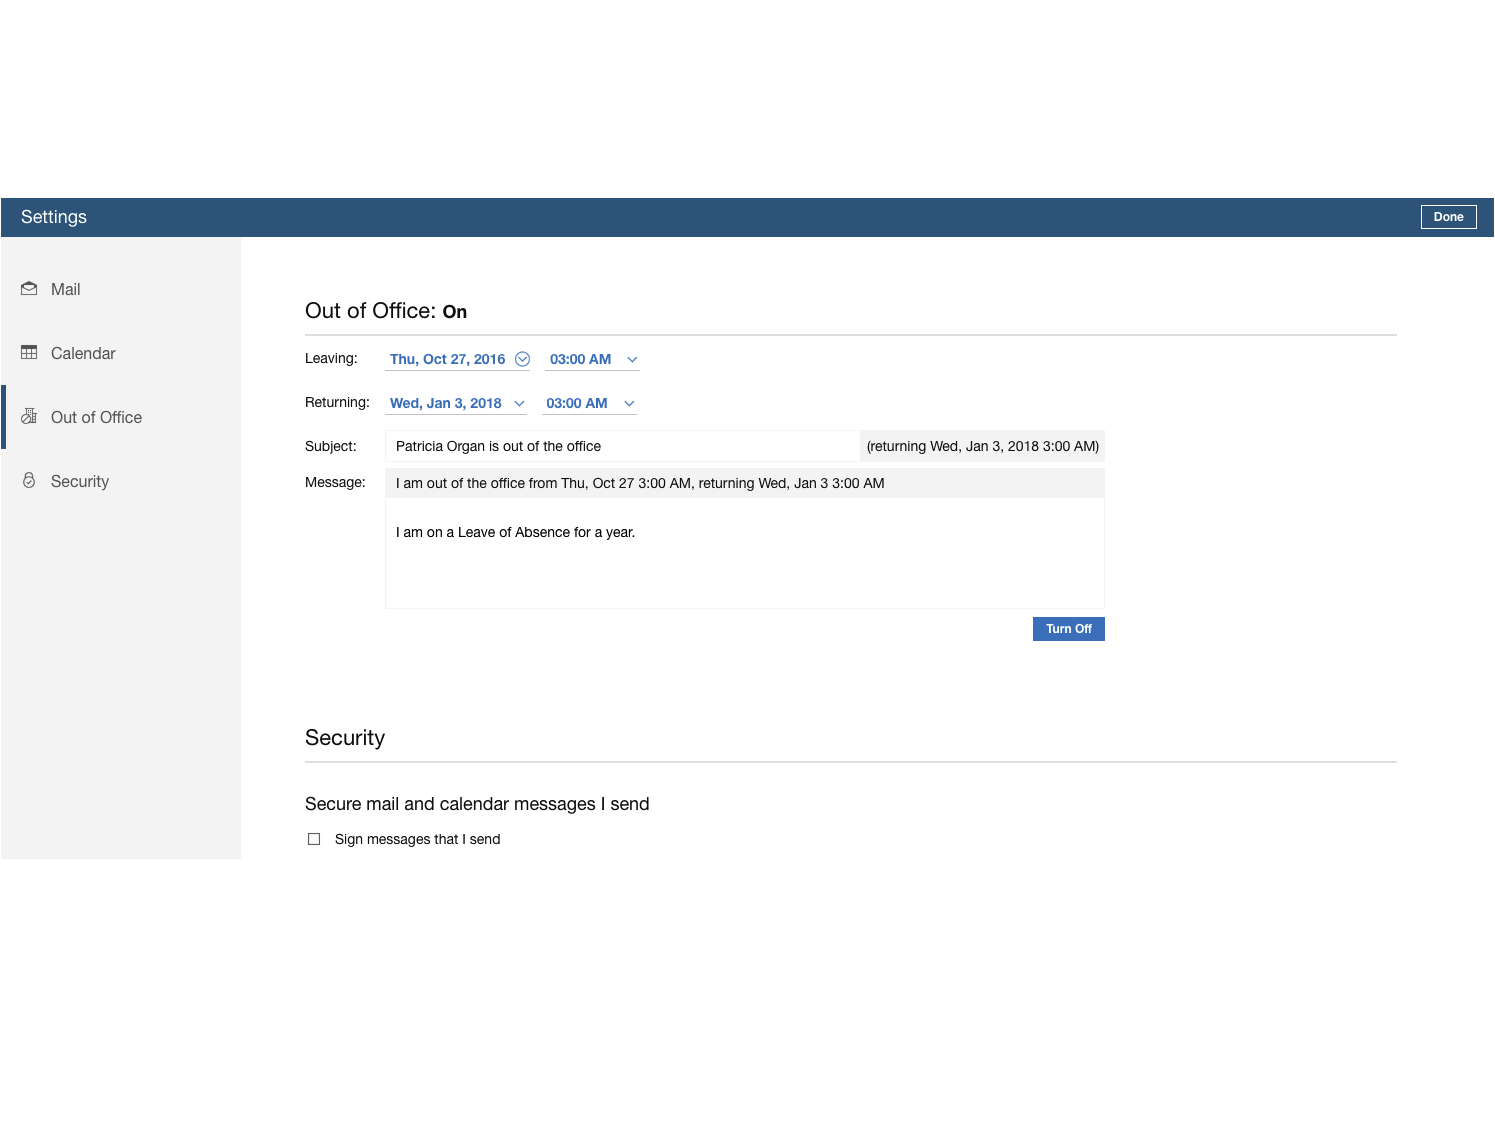 Settings
Done
Mail
Calendar
Out of Office
Security
Out of Office: On
Leaving: Thu, Oct 27, 2016 03:00 AM
Returning: Wed, Jan 3, 2018 03:00 AM
Subject: Patricia Organ is out of the office (returning Wed, Jan 3, 2018 3:00 AM)
Message: I am out of the office from Thu, Oct 27 3:00 AM, returning Wed, Jan 3 3:00 AM
I am on a Leave of Absence for a year.
Turn Off
Security
Secure mail and calendar messages I send
Sign messages that I send